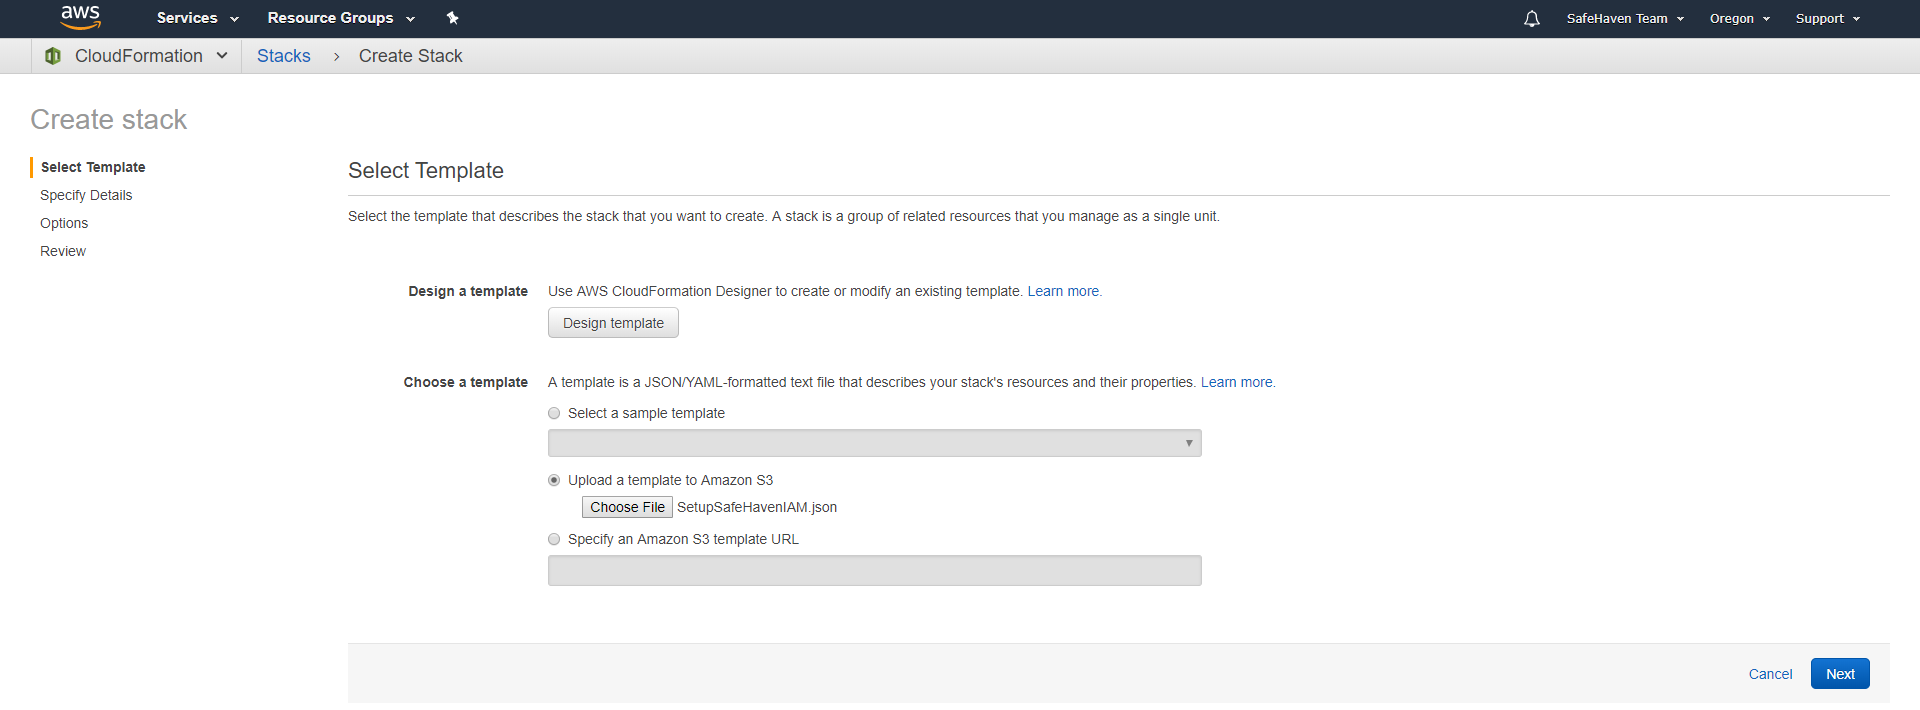 aws Services Resource Groups SafeHaven Team Oregon Support
CloudFormation Stacks > Create Stack
Create stack
Select Template
Specify Details
Options
Review
Select Template
Select the template that describes the stack that you want to create. A stack is a group of related resources that you manage as a single unit.
Design a template Use AWS CloudFormation Designer to create or modify an existing template. Learn more.
Design template
Choose a template A template is a JSON/YAML-formatted text file that describes your stack's resources and their properties. Learn more.
Select a sample template
Upload a template to Amazon S3
Choose File SetupSafeHavenIAM.json
Specify an Amazon S3 template URL
Cancel Next